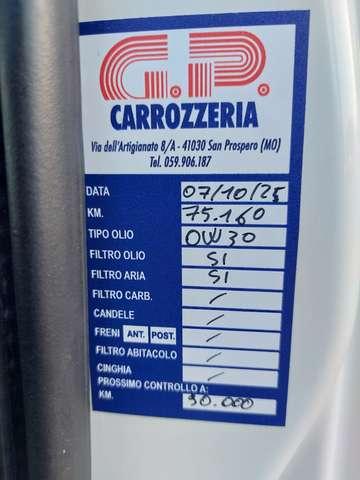 G.P.
CARROZZERIA
Via dell'Artigianato 8/A - 41030 San Prospero (MO)
Tel. 059.906.187
DATA 07/10/25
KM. 75.160
TIPO OLIO 0W30
FILTRO OLIO SI
FILTRO ARIA SI
FILTRO CARB. /
CANDELE /
FRENI ANT. POST. /
FILTRO ABITACOLO /
CINGHIA /
PROSSIMO CONTROLLO A:
KM. 90.000